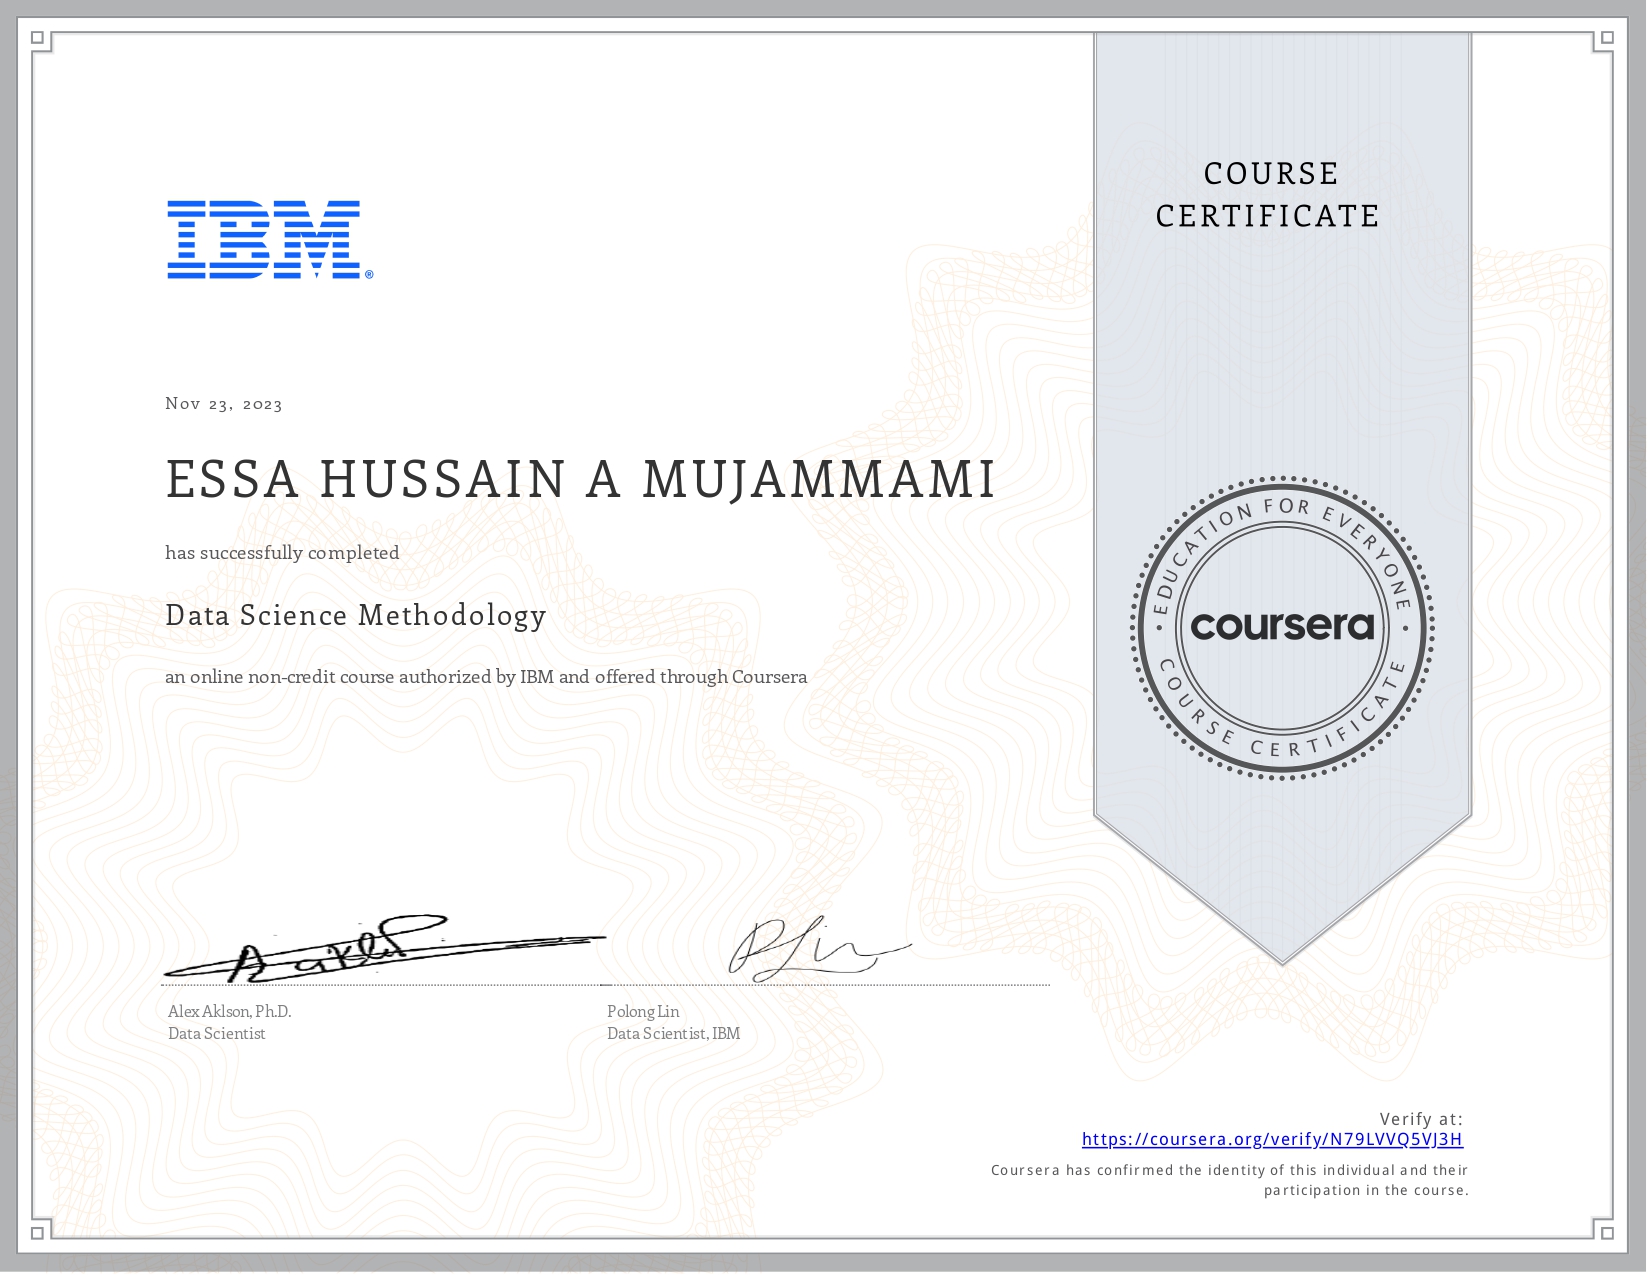 COURSE
CERTIFICATE
IBM®
Nov 23, 2023
ESSA HUSSAIN A MUJAMMAMI
has successfully completed
Data Science Methodology
an online non-credit course authorized by IBM and offered through Coursera
• EDUCATION FOR EVERYONE •
coursera
COURSE CERTIFICATE
Alex Aklson, Ph.D.
Data Scientist
Polong Lin
Data Scientist, IBM
Verify at:
https://coursera.org/verify/N79LVVQ5VJ3H
Coursera has confirmed the identity of this individual and their
participation in the course.